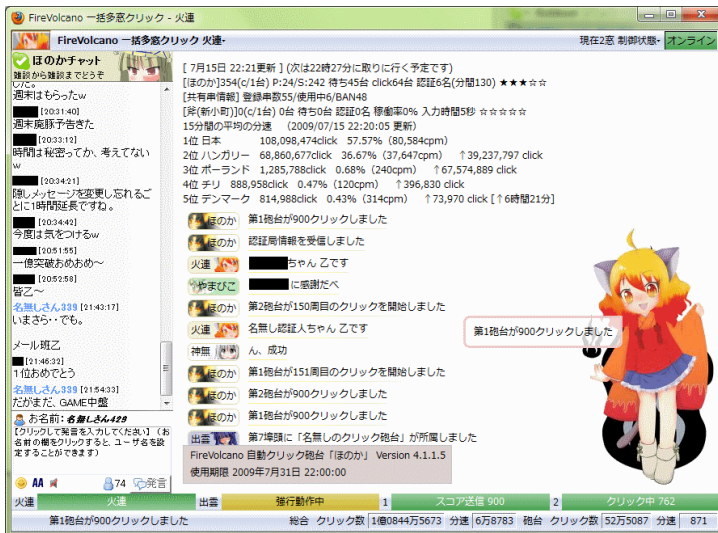 FireVolcano 一括多窓クリック - 火連
FireVolcano 一括多窓クリック 火連-
現在2窓 制御状態-
オンライン
ほのかチャット
雑談から雑談までどうぞ
週末はもらったw
[20:31:40]
週末廃豚予告きた
[20:33:12]
時間は秘密ってか、考えてない
w
[20:34:21]
隠しメッセージを変更し忘れるご
とに1時間延長ですね。
[20:34:42]
今度は気をつけるw
[20:51:55]
一億突破おめおめ~
[20:52:58]
皆乙~
名無しさん339 [21:43:17]
いまさら・・でも。
メール班乙
[21:46:32]
1位おめでとう
名無しさん339 [21:54:33]
だがまだ、GAME中盤
お名前: 名無しさん429
【クリックして発言を入力してください】 (お
名前の欄をクリックすると、ユーザ名を設
定することができます)
AA
74
発言
[ 7月15日 22:21更新 ] (次は22時27分に取りに行く予定です)
[ほのか]354(c/1台) P:24/S:242 待ち45台 click64台 認証6名(分間130) ★★★☆☆
[共有串情報] 登録串数55/使用中6/BAN48
[斧(新小町)]0(c/1台) 0台 待ち0台 認証0名 稼働率0% 入力時間5秒 ☆☆☆☆☆
15分間の平均の分速 (2009/07/15 22:20:05 更新)
1位 日本 108,098,474click 57.57% (80,584cpm)
2位 ハンガリー 68,860,677click 36.67% (37,647cpm) ↑39,237,797 click
3位 ポーランド 1,285,788click 0.68% (240cpm) ↑67,574,889 click
4位 チリ 888,958click 0.47% (120cpm) ↑396,830 click
5位 デンマーク 814,988click 0.43% (314cpm) ↑73,970 click [↑6時間21分]
ほのか 第1砲台が900クリックしました
ほのか 認証局情報を受信しました
火連 ちゃん 乙です
やまびこ に感謝だべ
ほのか 第2砲台が150周目のクリックを開始しました
火連 名無し認証人ちゃん 乙です
神無 ん、成功
ほのか 第1砲台が151周目のクリックを開始しました
ほのか 第2砲台が900クリックしました
ほのか 第1砲台が900クリックしました
出雲 第7埠頭に「名無しのクリック砲台」が所属しました
第1砲台が900クリックしました
FireVolcano 自動クリック砲台「ほのか」 Version 4.1.1.5
使用期限 2009年7月31日 22:00:00
火連 火連 出雲 強行動作中 1 スコア送信 900 2 クリック中 762
第1砲台が900クリックしました 総合 クリック数 1億0844万5673 分速 6万8783 砲台 クリック数 52万5087 分速 871